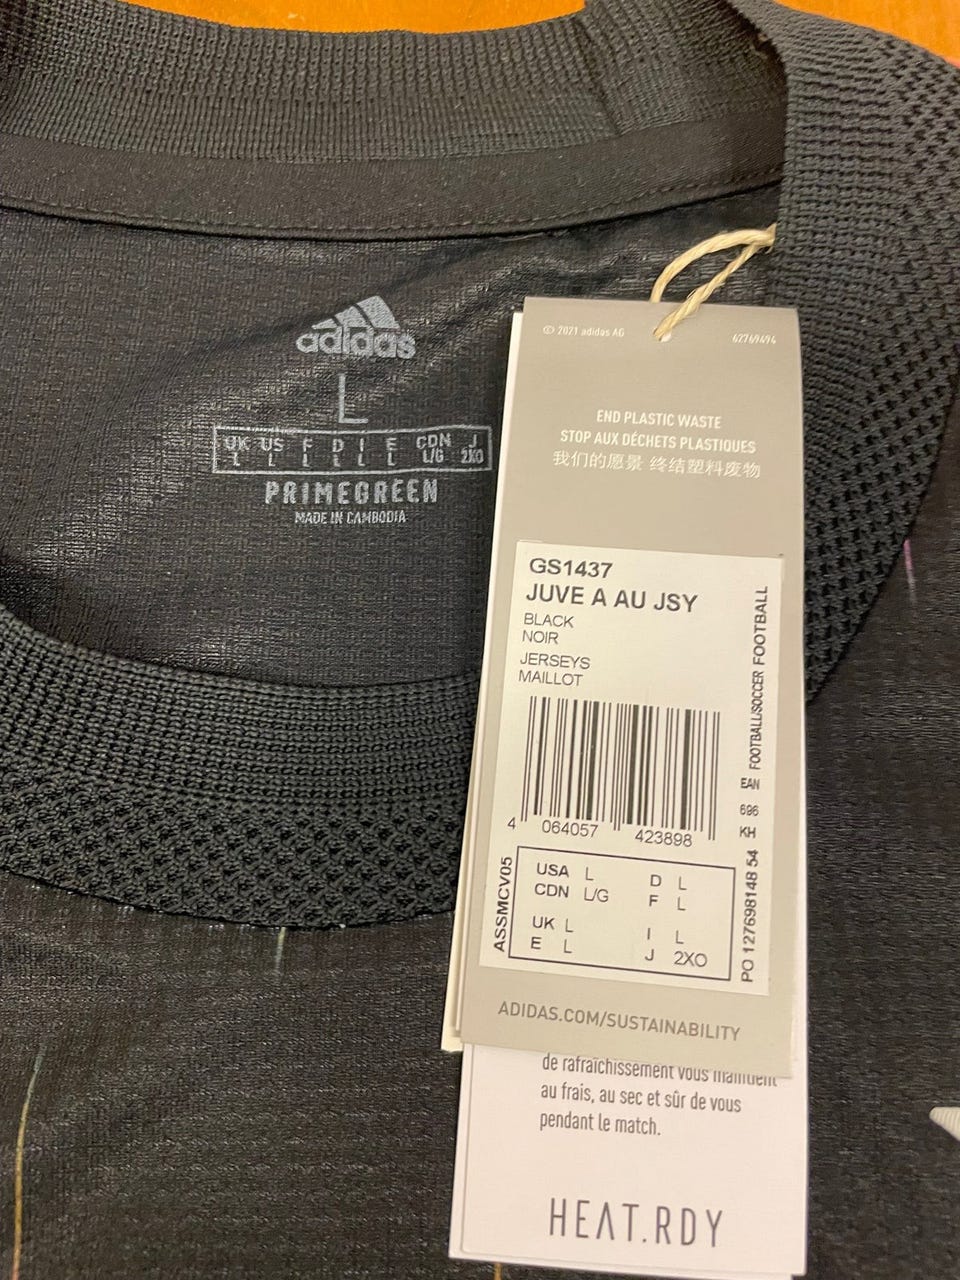 adidas
L
UK US F D I E CDN J
L L L L L L L/G 2XO
PRIMEGREEN
MADE IN CAMBODIA
© 2021 adidas AG
62769494
END PLASTIC WASTE
STOP AUX DÉCHETS PLASTIQUES
我们的愿景 终结塑料废物
GS1437
JUVE A AU JSY
BLACK
NOIR
JERSEYS
MAILLOT
4 064057 423898
FOOTBALL/SOCCER FOOTBALL
EAN
696
KH
PO 127698148 54
ASSMCV05
USA L D L
CDN L/G F L
UK L I L
E L J 2XO
ADIDAS.COM/SUSTAINABILITY
de rafraîchissement vous maintient
au frais, au sec et sûr de vous
pendant le match.
HEAT.RDY